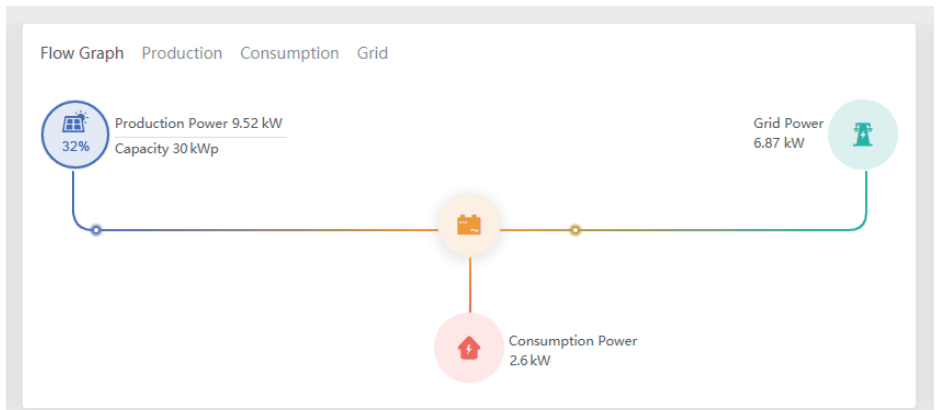 Flow Graph Production Consumption Grid
32%
Production Power 9.52 kW
Capacity 30 kWp
Grid Power
6.87 kW
Consumption Power
2.6 kW